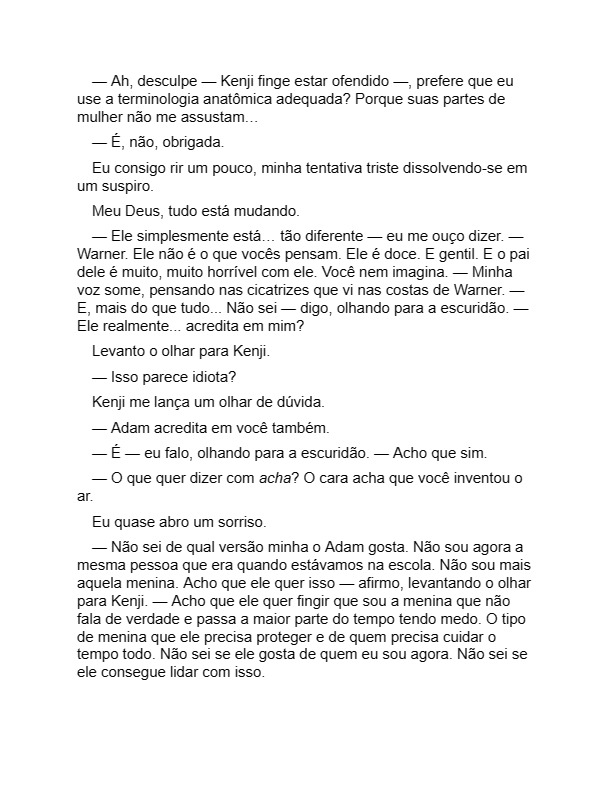 — Ah, desculpe — Kenji finge estar ofendido —, prefere que eu
use a terminologia anatômica adequada? Porque suas partes de
mulher não me assustam…
— É, não, obrigada.
Eu consigo rir um pouco, minha tentativa triste dissolvendo-se em
um suspiro.
Meu Deus, tudo está mudando.
— Ele simplesmente está… tão diferente — eu me ouço dizer. —
Warner. Ele não é o que vocês pensam. Ele é doce. E gentil. E o pai
dele é muito, muito horrível com ele. Você nem imagina. — Minha
voz some, pensando nas cicatrizes que vi nas costas de Warner. —
E, mais do que tudo... Não sei — digo, olhando para a escuridão. —
Ele realmente... acredita em mim?
Levanto o olhar para Kenji.
— Isso parece idiota?
Kenji me lança um olhar de dúvida.
— Adam acredita em você também.
— É — eu falo, olhando para a escuridão. — Acho que sim.
— O que quer dizer com acha? O cara acha que você inventou o
ar.
Eu quase abro um sorriso.
— Não sei de qual versão minha o Adam gosta. Não sou agora a
mesma pessoa que era quando estávamos na escola. Não sou mais
aquela menina. Acho que ele quer isso — afirmo, levantando o olhar
para Kenji. — Acho que ele quer fingir que sou a menina que não
fala de verdade e passa a maior parte do tempo tendo medo. O tipo
de menina que ele precisa proteger e de quem precisa cuidar o
tempo todo. Não sei se ele gosta de quem eu sou agora. Não sei se
ele consegue lidar com isso.